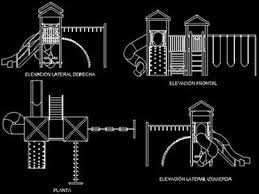 ELEVACIÓN LATERAL DERECHA
ELEVACIÓN FRONTAL
PLANTA
ELEVACIÓN LATERAL IZQUIERDA